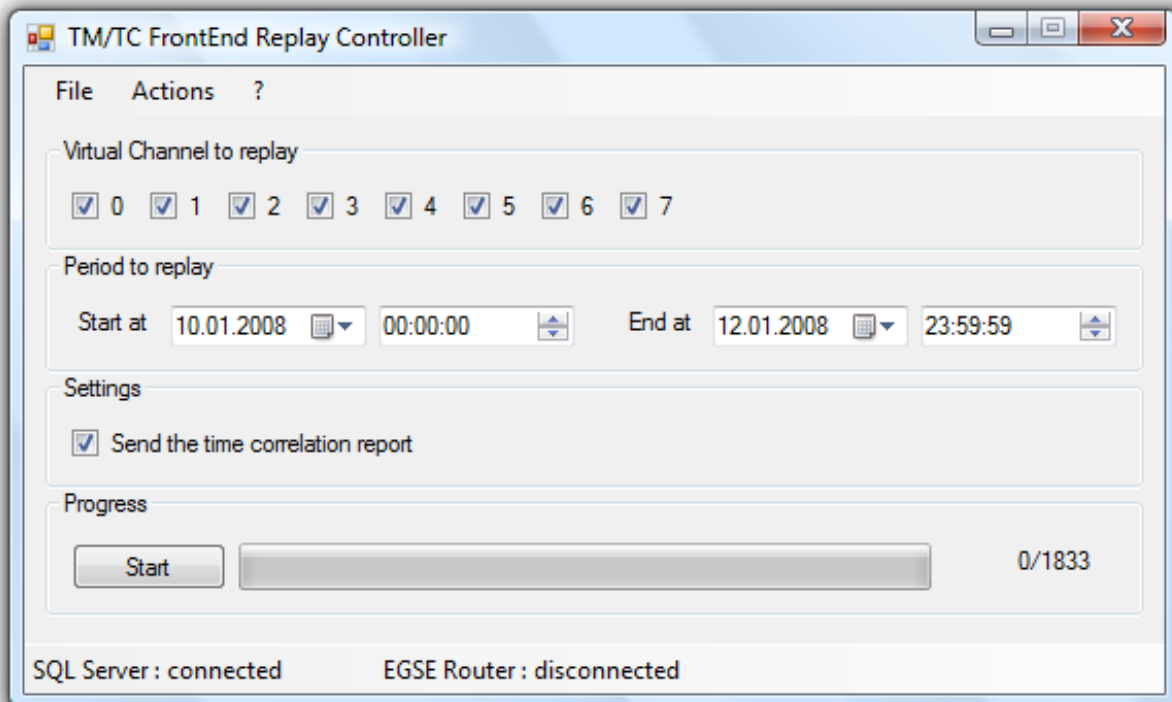 TM/TC FrontEnd Replay Controller
File Actions ?
Virtual Channel to replay
0 1 2 3 4 5 6 7
Period to replay
Start at 10.01.2008 00:00:00 End at 12.01.2008 23:59:59
Settings
Send the time correlation report
Progress
Start 0/1833
SQL Server : connected EGSE Router : disconnected